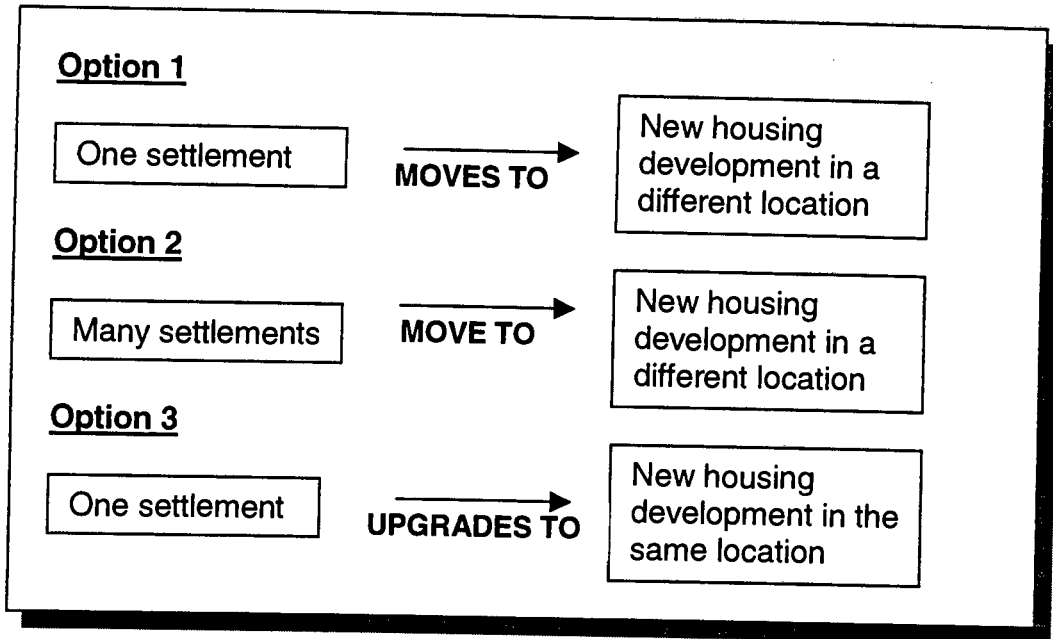 Option 1
One settlement
MOVES TO
New housing
development in a
different location
Option 2
Many settlements
MOVE TO
New housing
development in a
different location
Option 3
One settlement
UPGRADES TO
New housing
development in the
same location